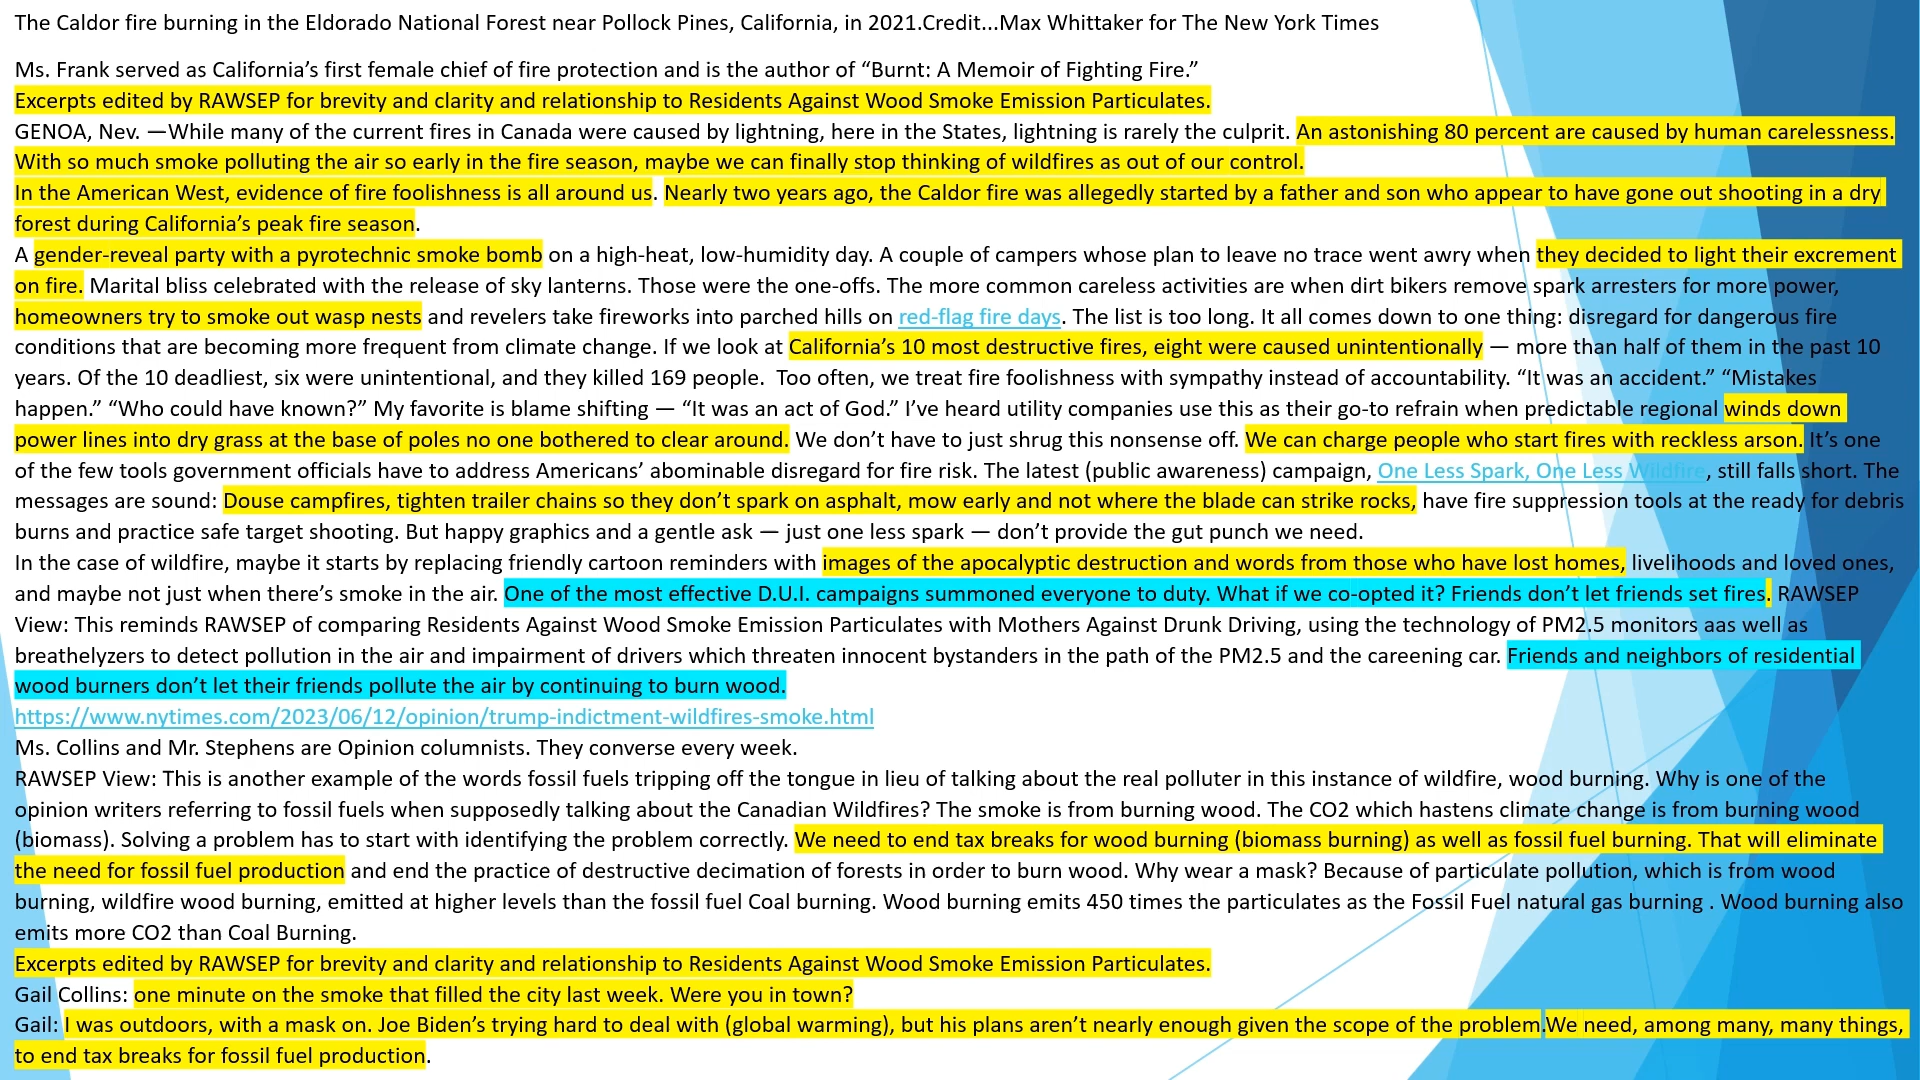 The Caldor fire burning in the Eldorado National Forest near Pollock Pines, California, in 2021.Credit...Max Whittaker for The New York Times
Ms. Frank served as California’s first female chief of fire protection and is the author of “Burnt: A Memoir of Fighting Fire.”
Excerpts edited by RAWSEP for brevity and clarity and relationship to Residents Against Wood Smoke Emission Particulates.
GENOA, Nev. —While many of the current fires in Canada were caused by lightning, here in the States, lightning is rarely the culprit. An astonishing 80 percent are caused by human carelessness.
With so much smoke polluting the air so early in the fire season, maybe we can finally stop thinking of wildfires as out of our control.
In the American West, evidence of fire foolishness is all around us. Nearly two years ago, the Caldor fire was allegedly started by a father and son who appear to have gone out shooting in a dry
forest during California’s peak fire season.
A gender-reveal party with a pyrotechnic smoke bomb on a high-heat, low-humidity day. A couple of campers whose plan to leave no trace went awry when they decided to light their excrement
on fire. Marital bliss celebrated with the release of sky lanterns. Those were the one-offs. The more common careless activities are when dirt bikers remove spark arresters for more power,
homeowners try to smoke out wasp nests and revelers take fireworks into parched hills on red-flag fire days. The list is too long. It all comes down to one thing: disregard for dangerous fire
conditions that are becoming more frequent from climate change. If we look at California’s 10 most destructive fires, eight were caused unintentionally — more than half of them in the past 10
years. Of the 10 deadliest, six were unintentional, and they killed 169 people.  Too often, we treat fire foolishness with sympathy instead of accountability. “It was an accident.” “Mistakes
happen.” “Who could have known?” My favorite is blame shifting — “It was an act of God.” I’ve heard utility companies use this as their go-to refrain when predictable regional winds down
power lines into dry grass at the base of poles no one bothered to clear around. We don’t have to just shrug this nonsense off. We can charge people who start fires with reckless arson. It’s one
of the few tools government officials have to address Americans’ abominable disregard for fire risk. The latest (public awareness) campaign, One Less Spark, One Less Wildfire, still falls short. The
messages are sound: Douse campfires, tighten trailer chains so they don’t spark on asphalt, mow early and not where the blade can strike rocks, have fire suppression tools at the ready for debris
burns and practice safe target shooting. But happy graphics and a gentle ask — just one less spark — don’t provide the gut punch we need.
In the case of wildfire, maybe it starts by replacing friendly cartoon reminders with images of the apocalyptic destruction and words from those who have lost homes, livelihoods and loved ones,
and maybe not just when there’s smoke in the air. One of the most effective D.U.I. campaigns summoned everyone to duty. What if we co-opted it? Friends don’t let friends set fires. RAWSEP
View: This reminds RAWSEP of comparing Residents Against Wood Smoke Emission Particulates with Mothers Against Drunk Driving, using the technology of PM2.5 monitors aas well as
breathelyzers to detect pollution in the air and impairment of drivers which threaten innocent bystanders in the path of the PM2.5 and the careening car. Friends and neighbors of residential
wood burners don’t let their friends pollute the air by continuing to burn wood.
https://www.nytimes.com/2023/06/12/opinion/trump-indictment-wildfires-smoke.html
Ms. Collins and Mr. Stephens are Opinion columnists. They converse every week.
RAWSEP View: This is another example of the words fossil fuels tripping off the tongue in lieu of talking about the real polluter in this instance of wildfire, wood burning. Why is one of the
opinion writers referring to fossil fuels when supposedly talking about the Canadian Wildfires? The smoke is from burning wood. The CO2 which hastens climate change is from burning wood
(biomass). Solving a problem has to start with identifying the problem correctly. We need to end tax breaks for wood burning (biomass burning) as well as fossil fuel burning. That will eliminate
the need for fossil fuel production and end the practice of destructive decimation of forests in order to burn wood. Why wear a mask? Because of particulate pollution, which is from wood
burning, wildfire wood burning, emitted at higher levels than the fossil fuel Coal burning. Wood burning emits 450 times the particulates as the Fossil Fuel natural gas burning . Wood burning also
emits more CO2 than Coal Burning.
Excerpts edited by RAWSEP for brevity and clarity and relationship to Residents Against Wood Smoke Emission Particulates.
Gail Collins: one minute on the smoke that filled the city last week. Were you in town?
Gail: I was outdoors, with a mask on. Joe Biden’s trying hard to deal with (global warming), but his plans aren’t nearly enough given the scope of the problem.We need, among many, many things,
to end tax breaks for fossil fuel production.